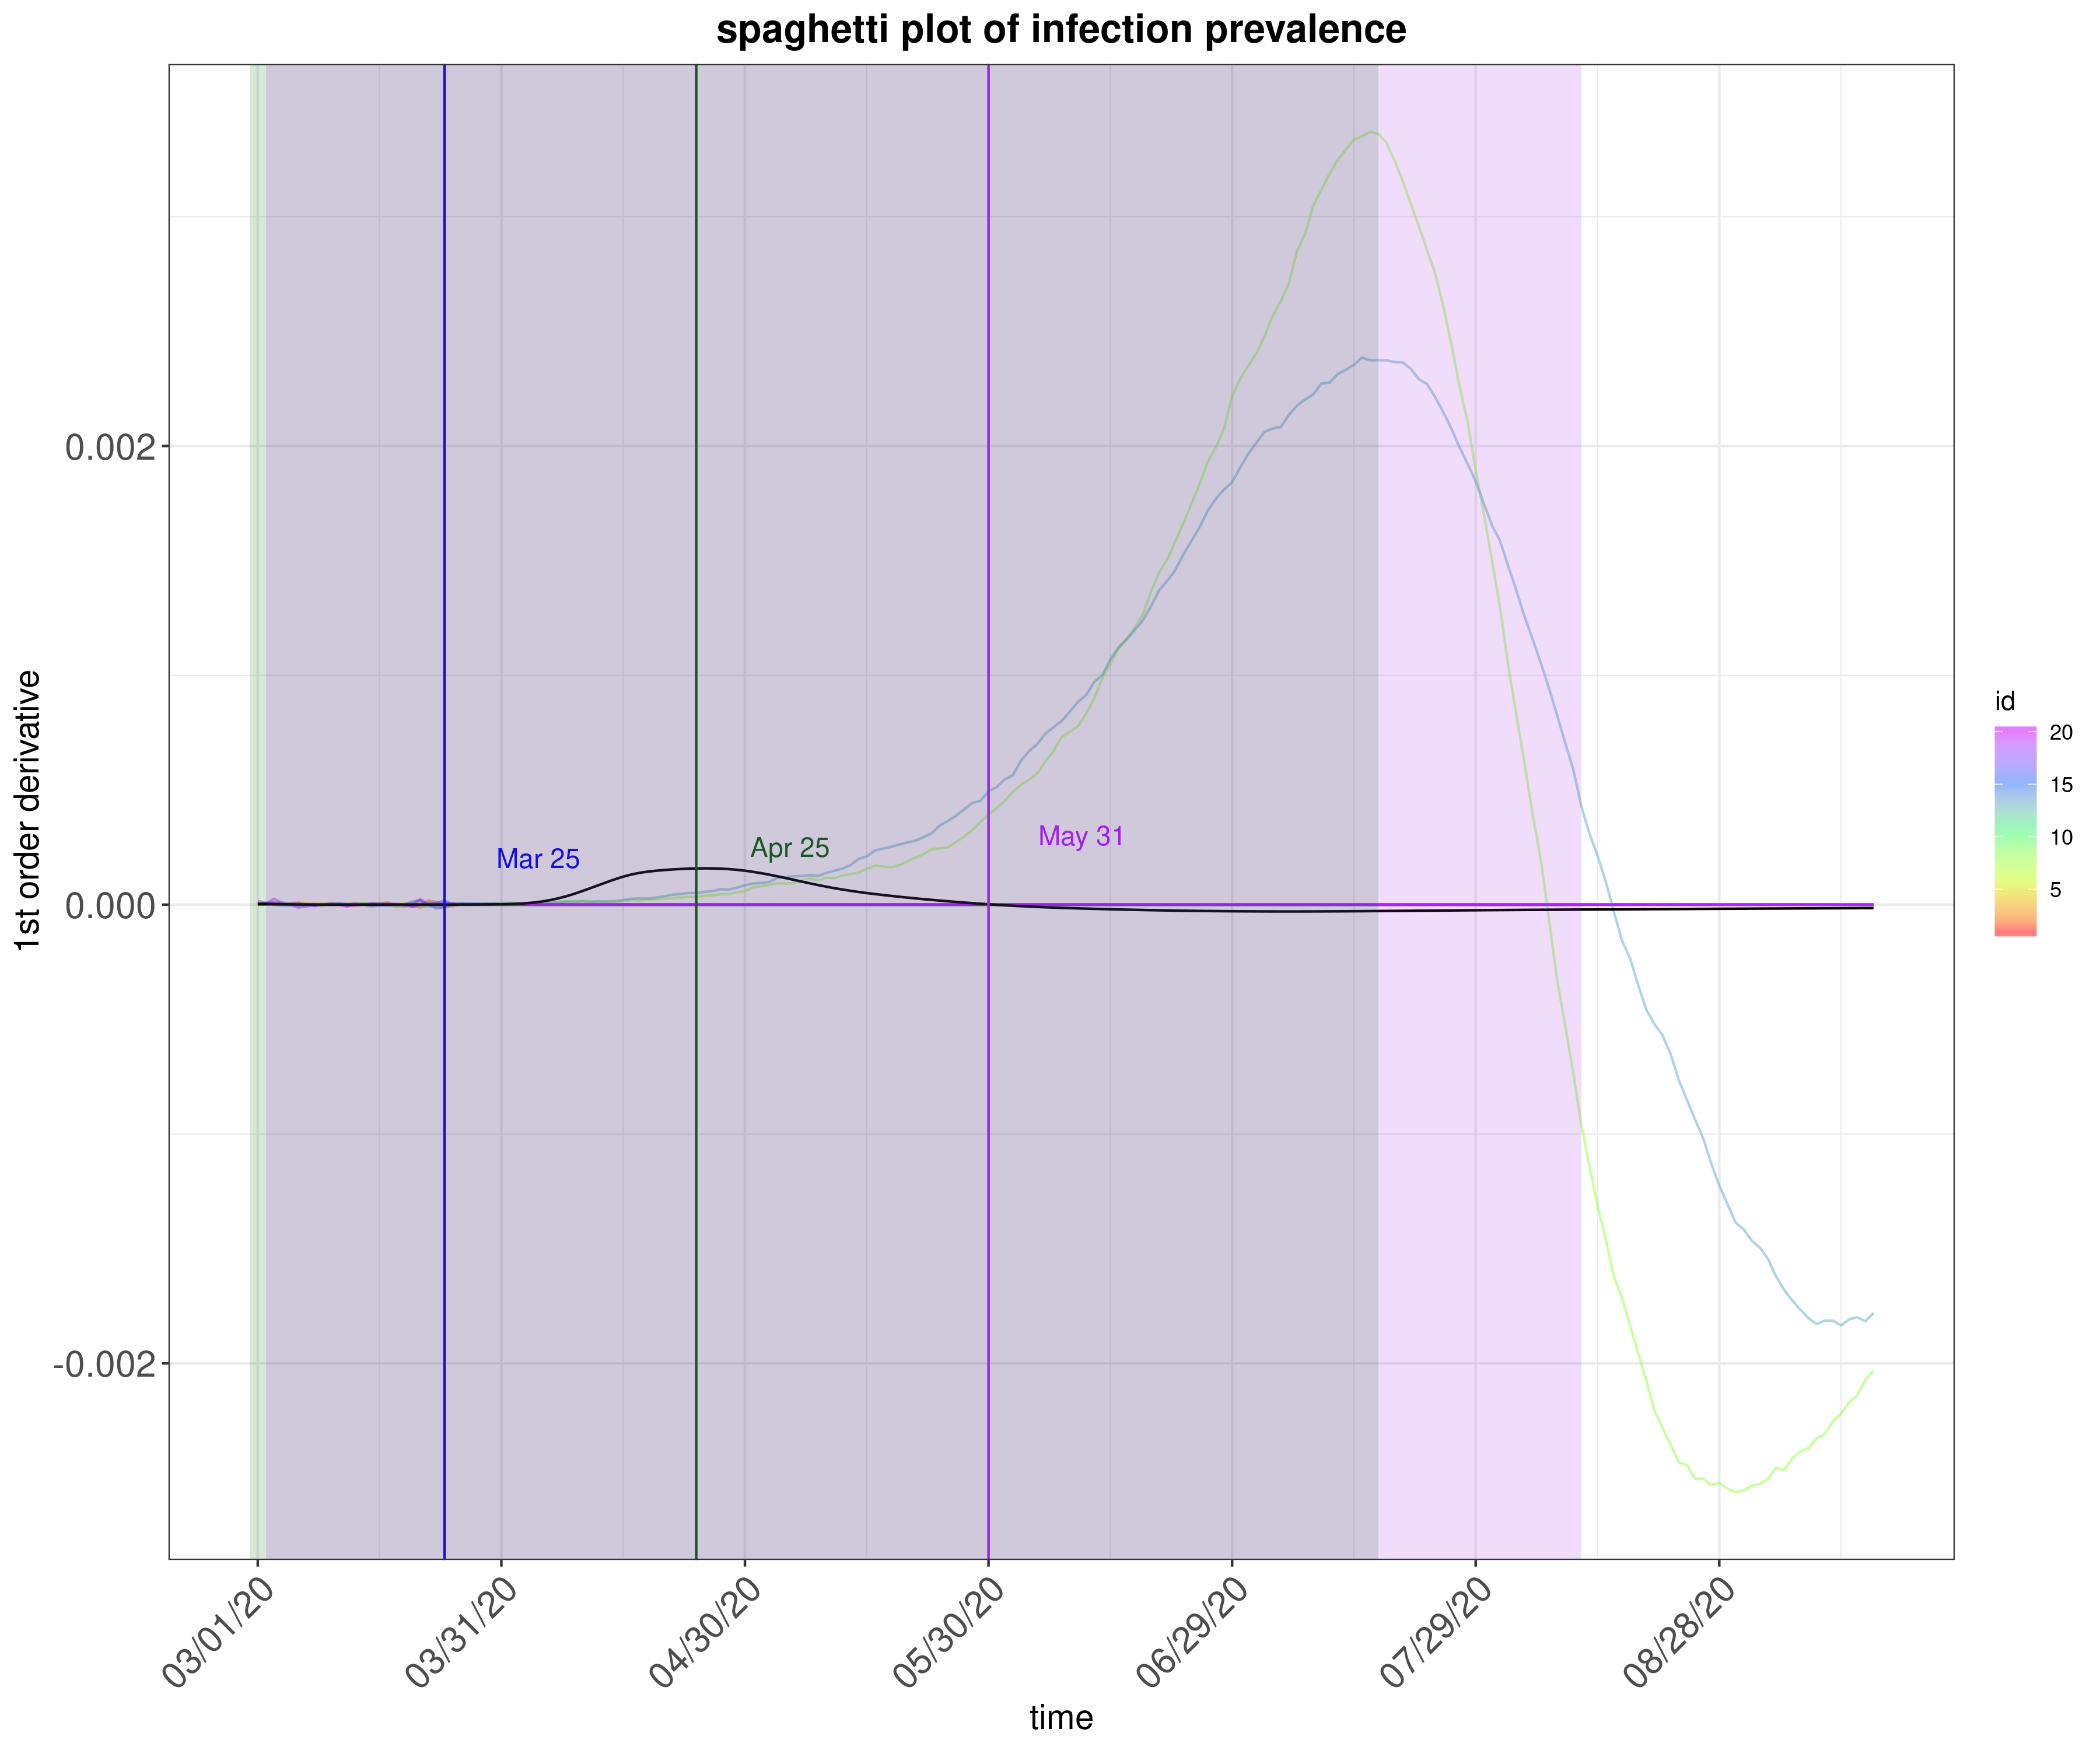 spaghetti plot of infection prevalence
1st order derivative
0.002
0.000
-0.002
Mar 25
Apr 25
May 31
03/01/20
03/31/20
04/30/20
05/30/20
06/29/20
07/29/20
08/28/20
time
id
20
15
10
5